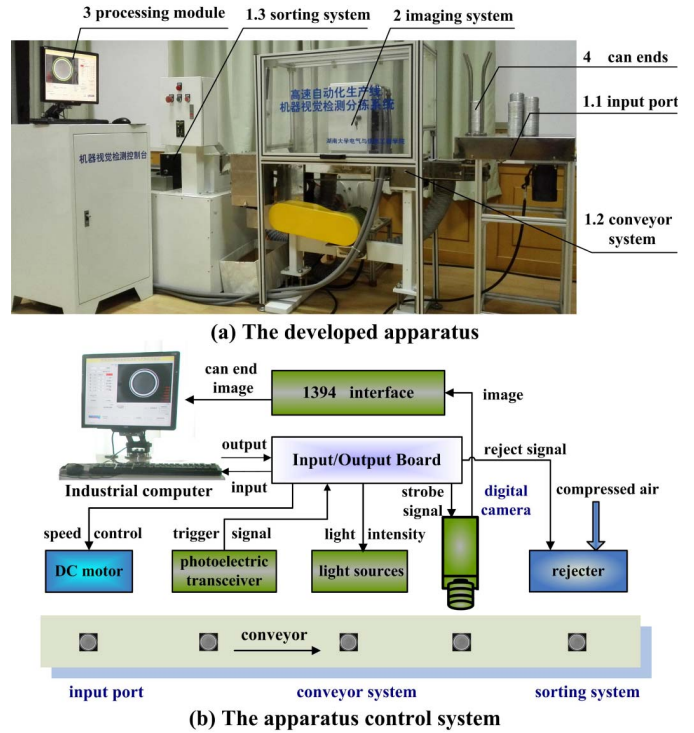 3 processing module
1.3 sorting system
2 imaging system
4 can ends
1.1 input port
1.2 conveyor
system
高速自动化生产线
机器视觉检测分拣系统
机器视觉检测控制台
(a) The developed apparatus
can end
image
1394 interface
image
output
Input/Output Board
reject signal
input
Industrial computer
strobe
signal
digital
camera
compressed air
speed control
trigger signal
light intensity
DC motor
photoelectric
transceiver
light sources
rejecter
conveyor
input port
conveyor system
sorting system
(b) The apparatus control system